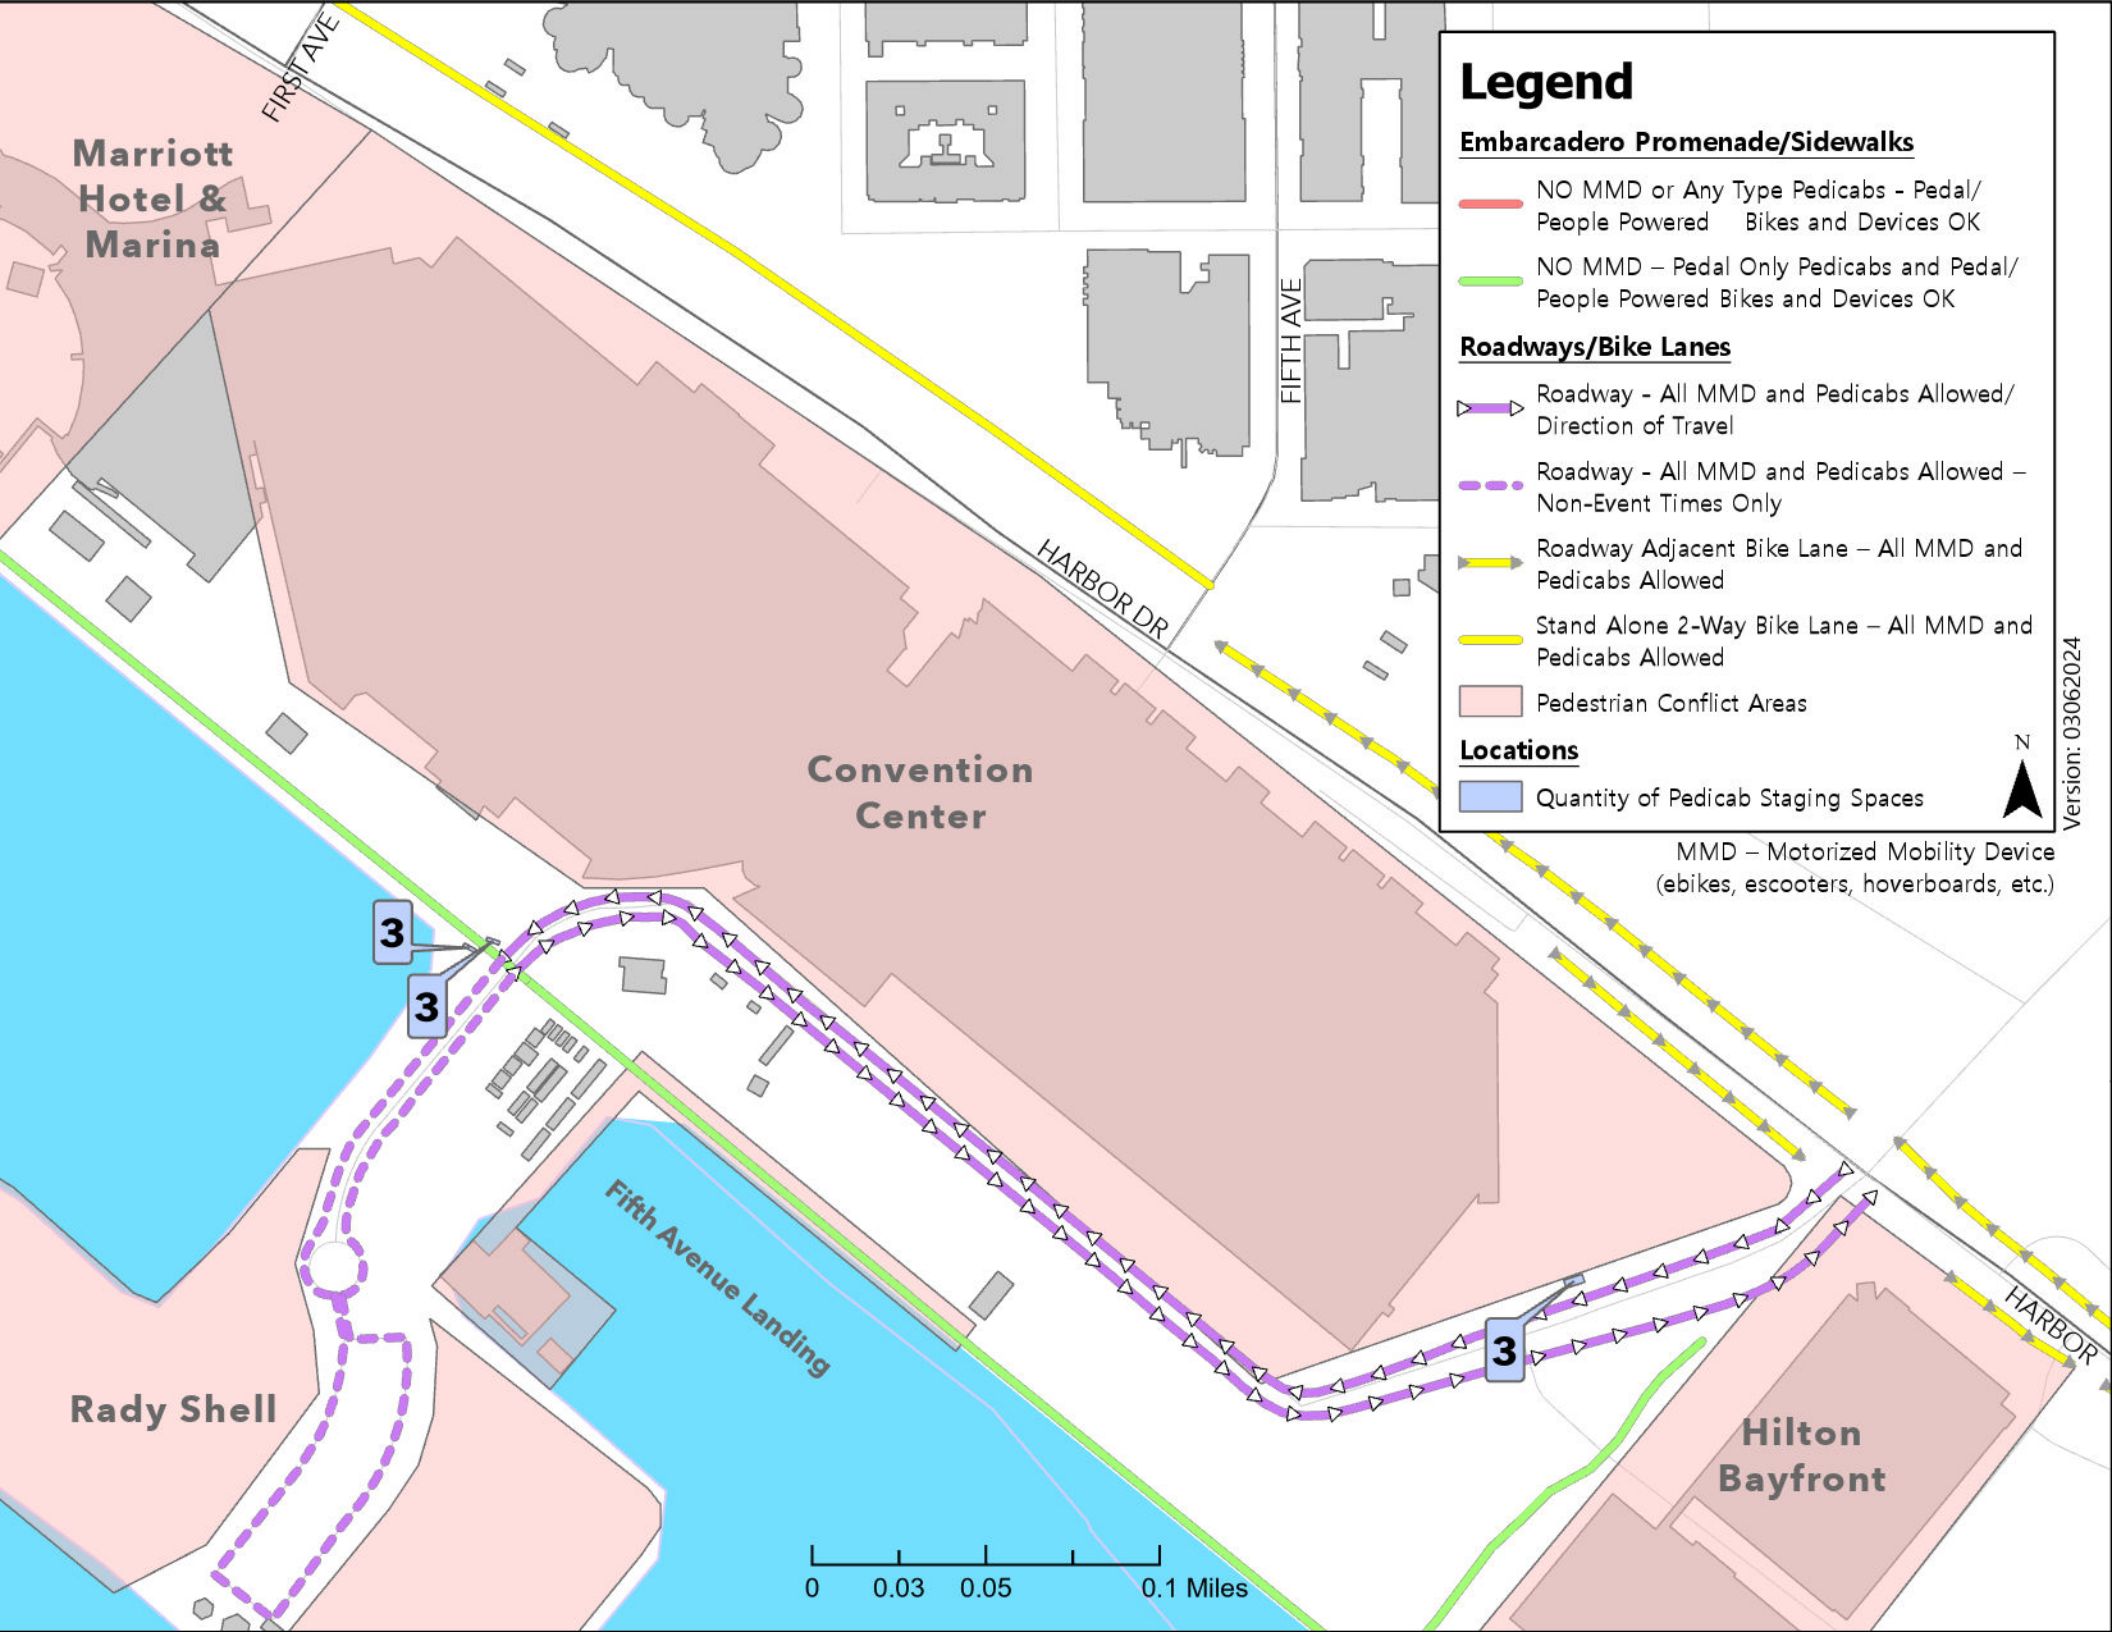 FIRST AVE
Marriott
Hotel &
Marina
FIFTH AVE
HARBOR DR
Convention
Center
3
3
3
Fifth Avenue Landing
Rady Shell
Hilton
Bayfront
HARBOR
0 0.03 0.05 0.1 Miles
Legend
Embarcadero Promenade/Sidewalks
NO MMD or Any Type Pedicabs - Pedal/
People Powered Bikes and Devices OK
NO MMD – Pedal Only Pedicabs and Pedal/
People Powered Bikes and Devices OK
Roadways/Bike Lanes
Roadway - All MMD and Pedicabs Allowed/
Direction of Travel
Roadway - All MMD and Pedicabs Allowed –
Non-Event Times Only
Roadway Adjacent Bike Lane – All MMD and
Pedicabs Allowed
Stand Alone 2-Way Bike Lane – All MMD and
Pedicabs Allowed
Pedestrian Conflict Areas
Locations
Quantity of Pedicab Staging Spaces
N
Version: 03062024
MMD – Motorized Mobility Device
(ebikes, escooters, hoverboards, etc.)